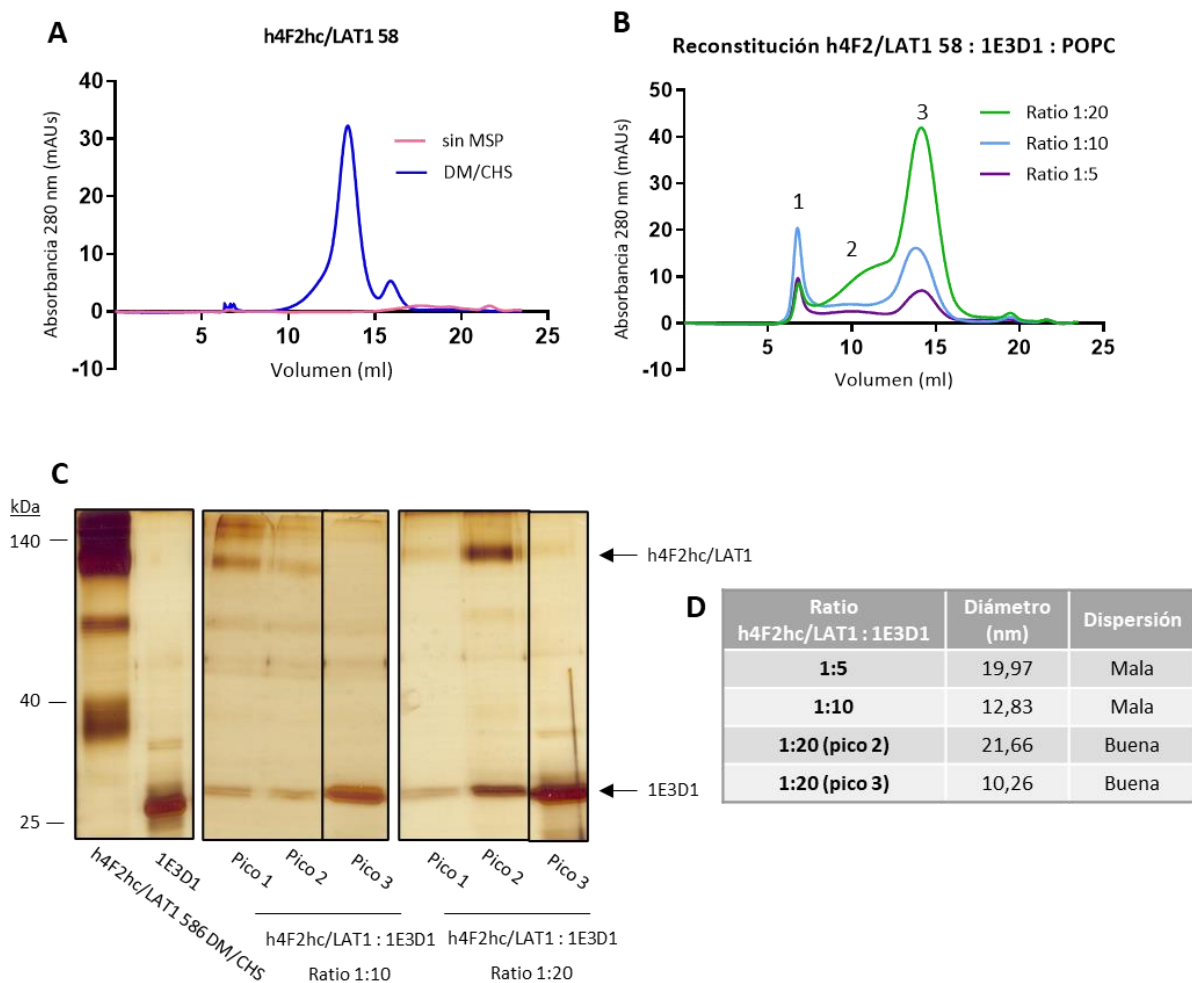 A
h4F2hc/LAT1 58
Absorbancia 280 nm (mAUs)
40
30
20
10
0
-10
5
10
15
20
25
Volumen (ml)
sin MSP
DM/CHS
B
Reconstitución h4F2/LAT1 58 : 1E3D1 : POPC
Absorbancia 280 nm (mAUs)
50
40
30
20
10
0
-10
5
10
15
20
25
Volumen (ml)
1
2
3
Ratio 1:20
Ratio 1:10
Ratio 1:5
C
kDa
140
40
25
h4F2hc/LAT1
1E3D1
h4F2hc/LAT1 586 DM/CHS
1E3D1
Pico 1
Pico 2
Pico 3
Pico 1
Pico 2
Pico 3
h4F2hc/LAT1 : 1E3D1
Ratio 1:10
h4F2hc/LAT1 : 1E3D1
Ratio 1:20
D
Ratio h4F2hc/LAT1 : 1E3D1 Diámetro (nm) Dispersión
1:5 19,97 Mala
1:10 12,83 Mala
1:20 (pico 2) 21,66 Buena
1:20 (pico 3) 10,26 Buena